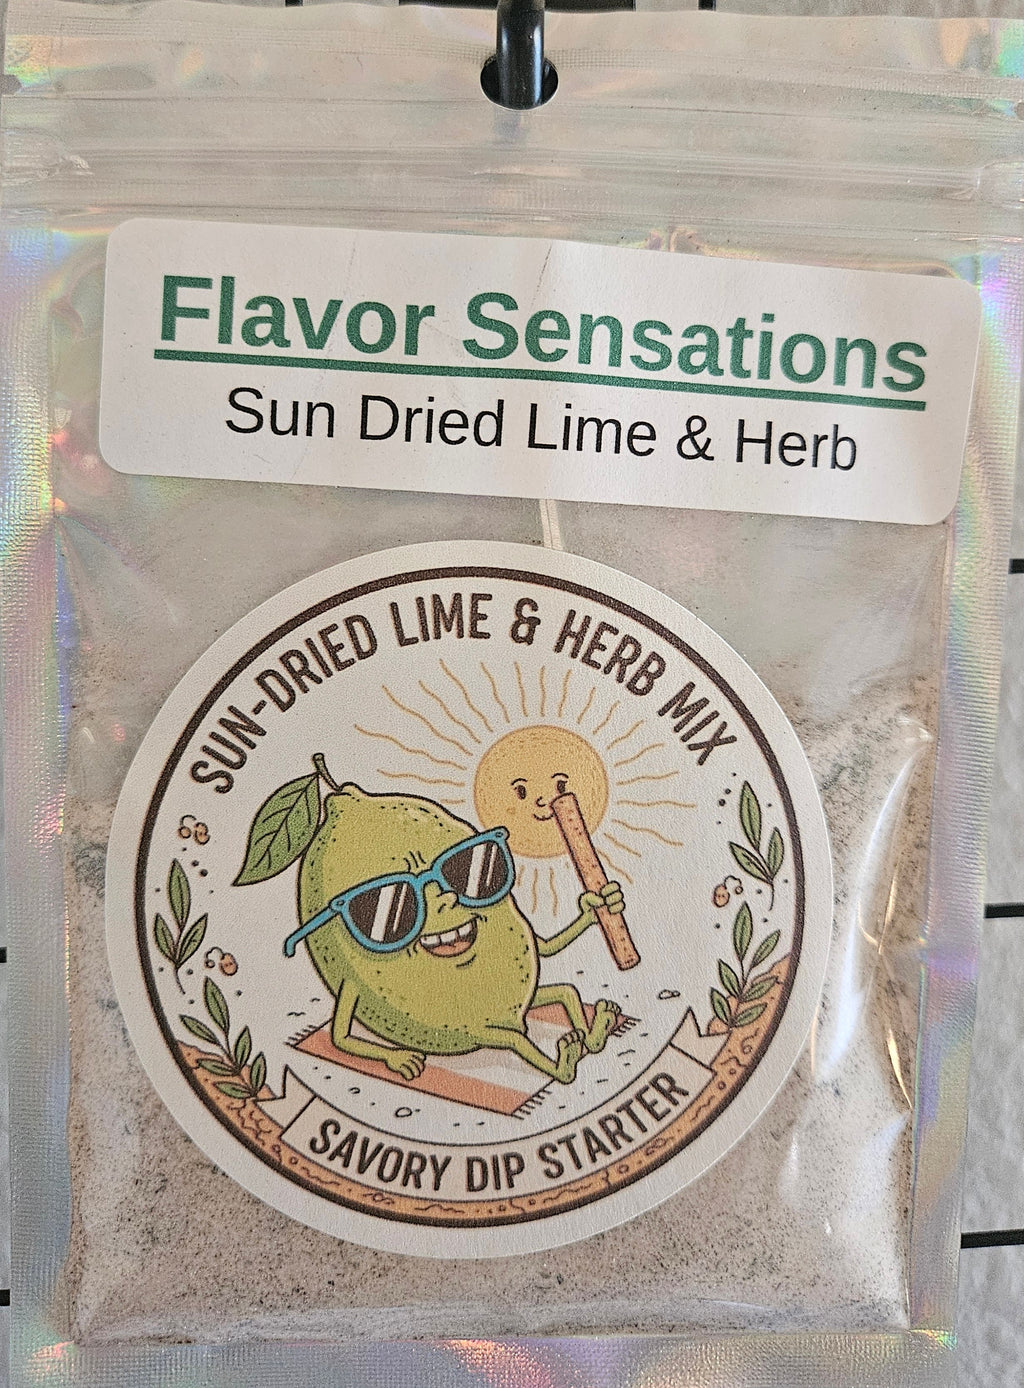 Flavor Sensations
Sun Dried Lime & Herb
SUN-DRIED LIME & HERB MIX
SAVORY DIP STARTER